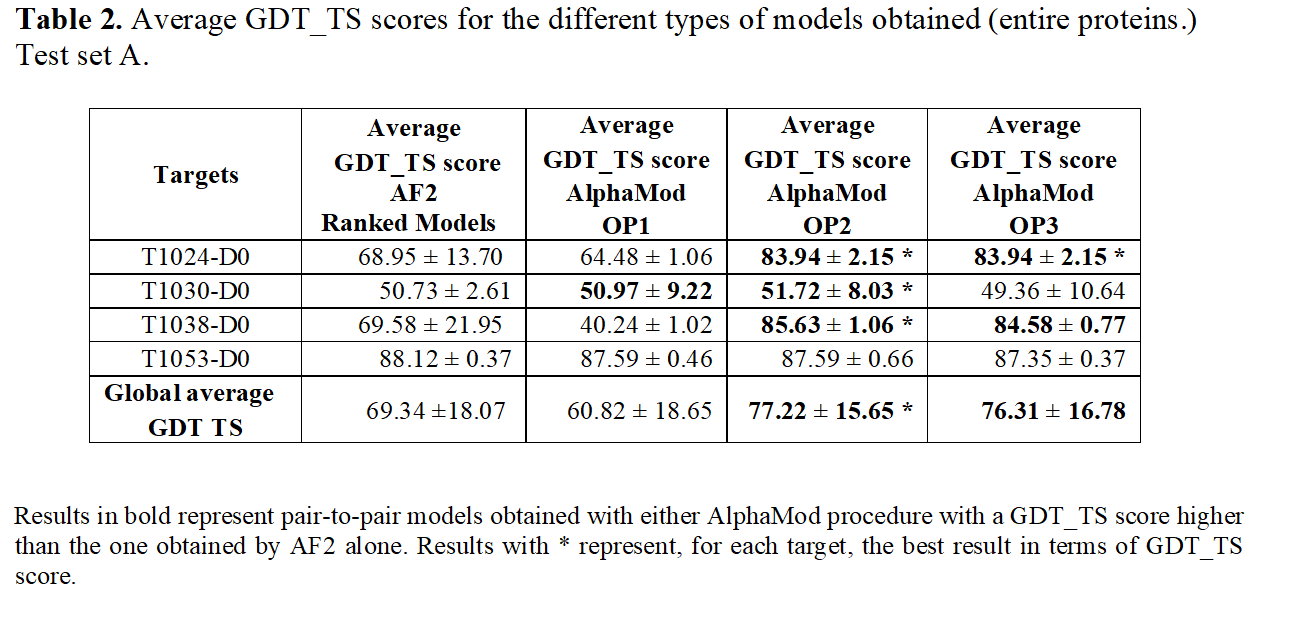 Table 2. Average GDT_TS scores for the different types of models obtained (entire proteins.)
Test set A.
Targets
Average
GDT_TS score
AF2
Ranked Models
Average
GDT_TS score
AlphaMod
OP1
Average
GDT_TS score
AlphaMod
OP2
Average
GDT_TS score
AlphaMod
OP3
T1024-D0 68.95 ± 13.70 64.48 ± 1.06 83.94 ± 2.15 * 83.94 ± 2.15 *
T1030-D0 50.73 ± 2.61 50.97 ± 9.22 51.72 ± 8.03 * 49.36 ± 10.64
T1038-D0 69.58 ± 21.95 40.24 ± 1.02 85.63 ± 1.06 * 84.58 ± 0.77
T1053-D0 88.12 ± 0.37 87.59 ± 0.46 87.59 ± 0.66 87.35 ± 0.37
Global average
GDT TS
69.34 ±18.07 60.82 ± 18.65 77.22 ± 15.65 * 76.31 ± 16.78
Results in bold represent pair-to-pair models obtained with either AlphaMod procedure with a GDT_TS score higher
than the one obtained by AF2 alone. Results with * represent, for each target, the best result in terms of GDT_TS
score.